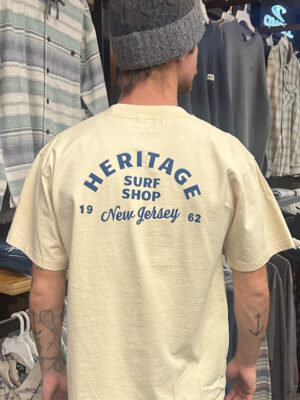 HERITAGE
SURF
SHOP
19 New Jersey 62